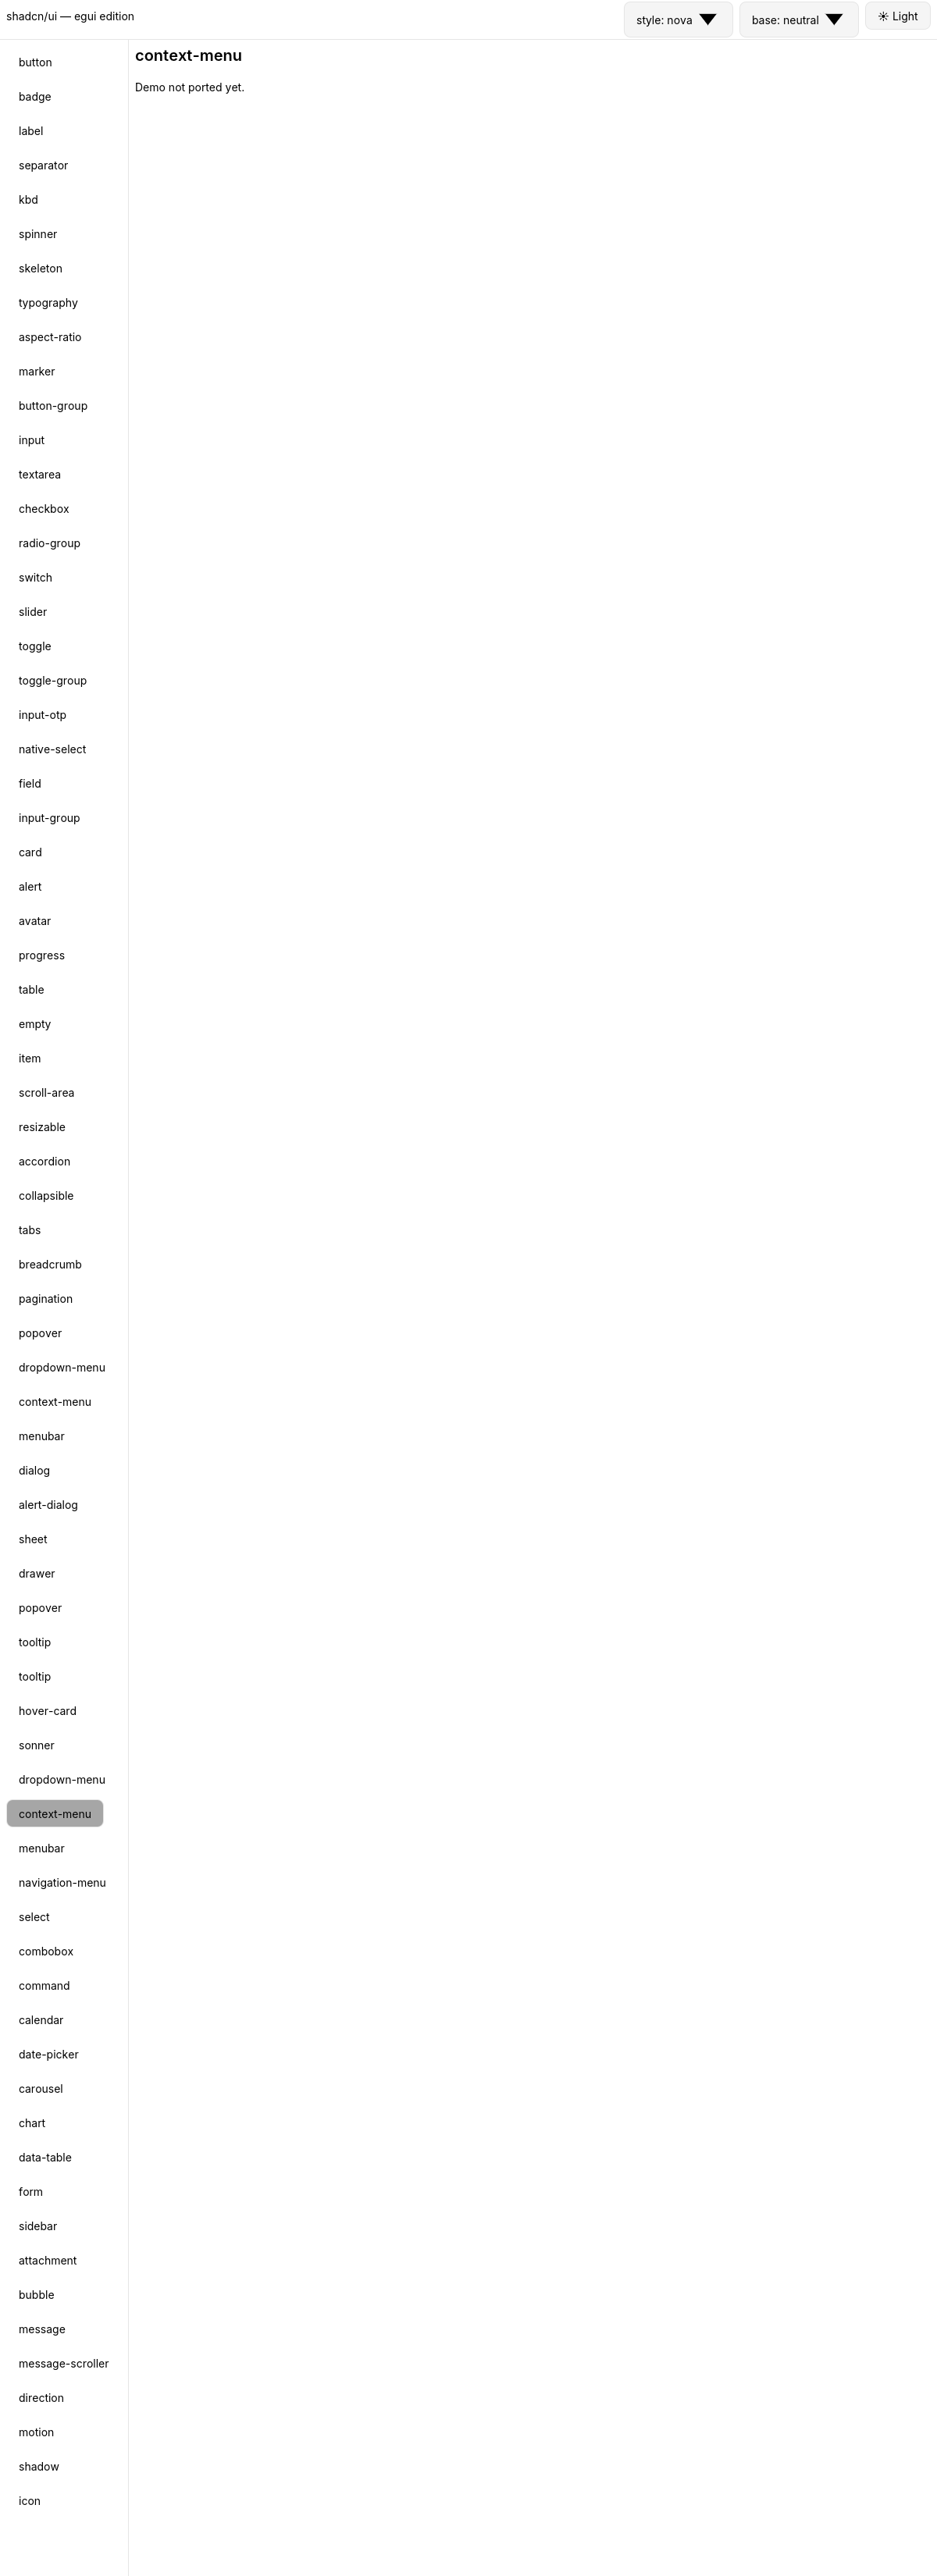 shadcn/ui — egui edition
style: nova
base: neutral
☀ Light
button
badge
label
separator
kbd
spinner
skeleton
typography
aspect-ratio
marker
button-group
input
textarea
checkbox
radio-group
switch
slider
toggle
toggle-group
input-otp
native-select
field
input-group
card
alert
avatar
progress
table
empty
item
scroll-area
resizable
accordion
collapsible
tabs
breadcrumb
pagination
popover
dropdown-menu
context-menu
menubar
dialog
alert-dialog
sheet
drawer
popover
tooltip
tooltip
hover-card
sonner
dropdown-menu
context-menu
menubar
navigation-menu
select
combobox
command
calendar
date-picker
carousel
chart
data-table
form
sidebar
attachment
bubble
message
message-scroller
direction
motion
shadow
icon
context-menu
Demo not ported yet.